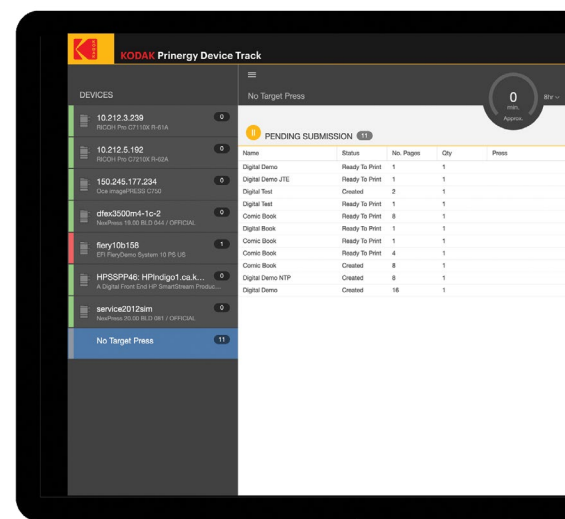 KODAK Prinergy Device Track
DEVICES
10.212.3.239 0
RICOH Pro C7110X R-61A
10.212.5.192 0
RICOH Pro C7210X R-62A
150.245.177.234 0
Oce imagePRESS C750
dfex3500m4-1c-2 0
NexPress 16.00 BLD 044 / OFFICIAL
fiery10b158 1
EFI FieryDemo System 10 PS US
HPSSPP46: HPIndigo1.ca.k... 0
A Digital Front End HP SmartStream Produc...
service2012sim 0
NexPress 20.00 BLD 081 / OFFICIAL
No Target Press 11
No Target Press
0
min.
Approx.
8hr
PENDING SUBMISSION 11
Name Status No. Pages Qty Press
Digital Demo Ready To Print 1 1
Digital Demo JTE Ready To Print 1 1
Digital Test Created 2 1
Digital Test Ready To Print 1 1
Comic Book Ready To Print 8 1
Digital Book Ready To Print 1 1
Comic Book Ready To Print 1 1
Comic Book Ready To Print 4 1
Comic Book Created 8 1
Digital Demo NTP Created 8 1
Digital Demo Created 16 1